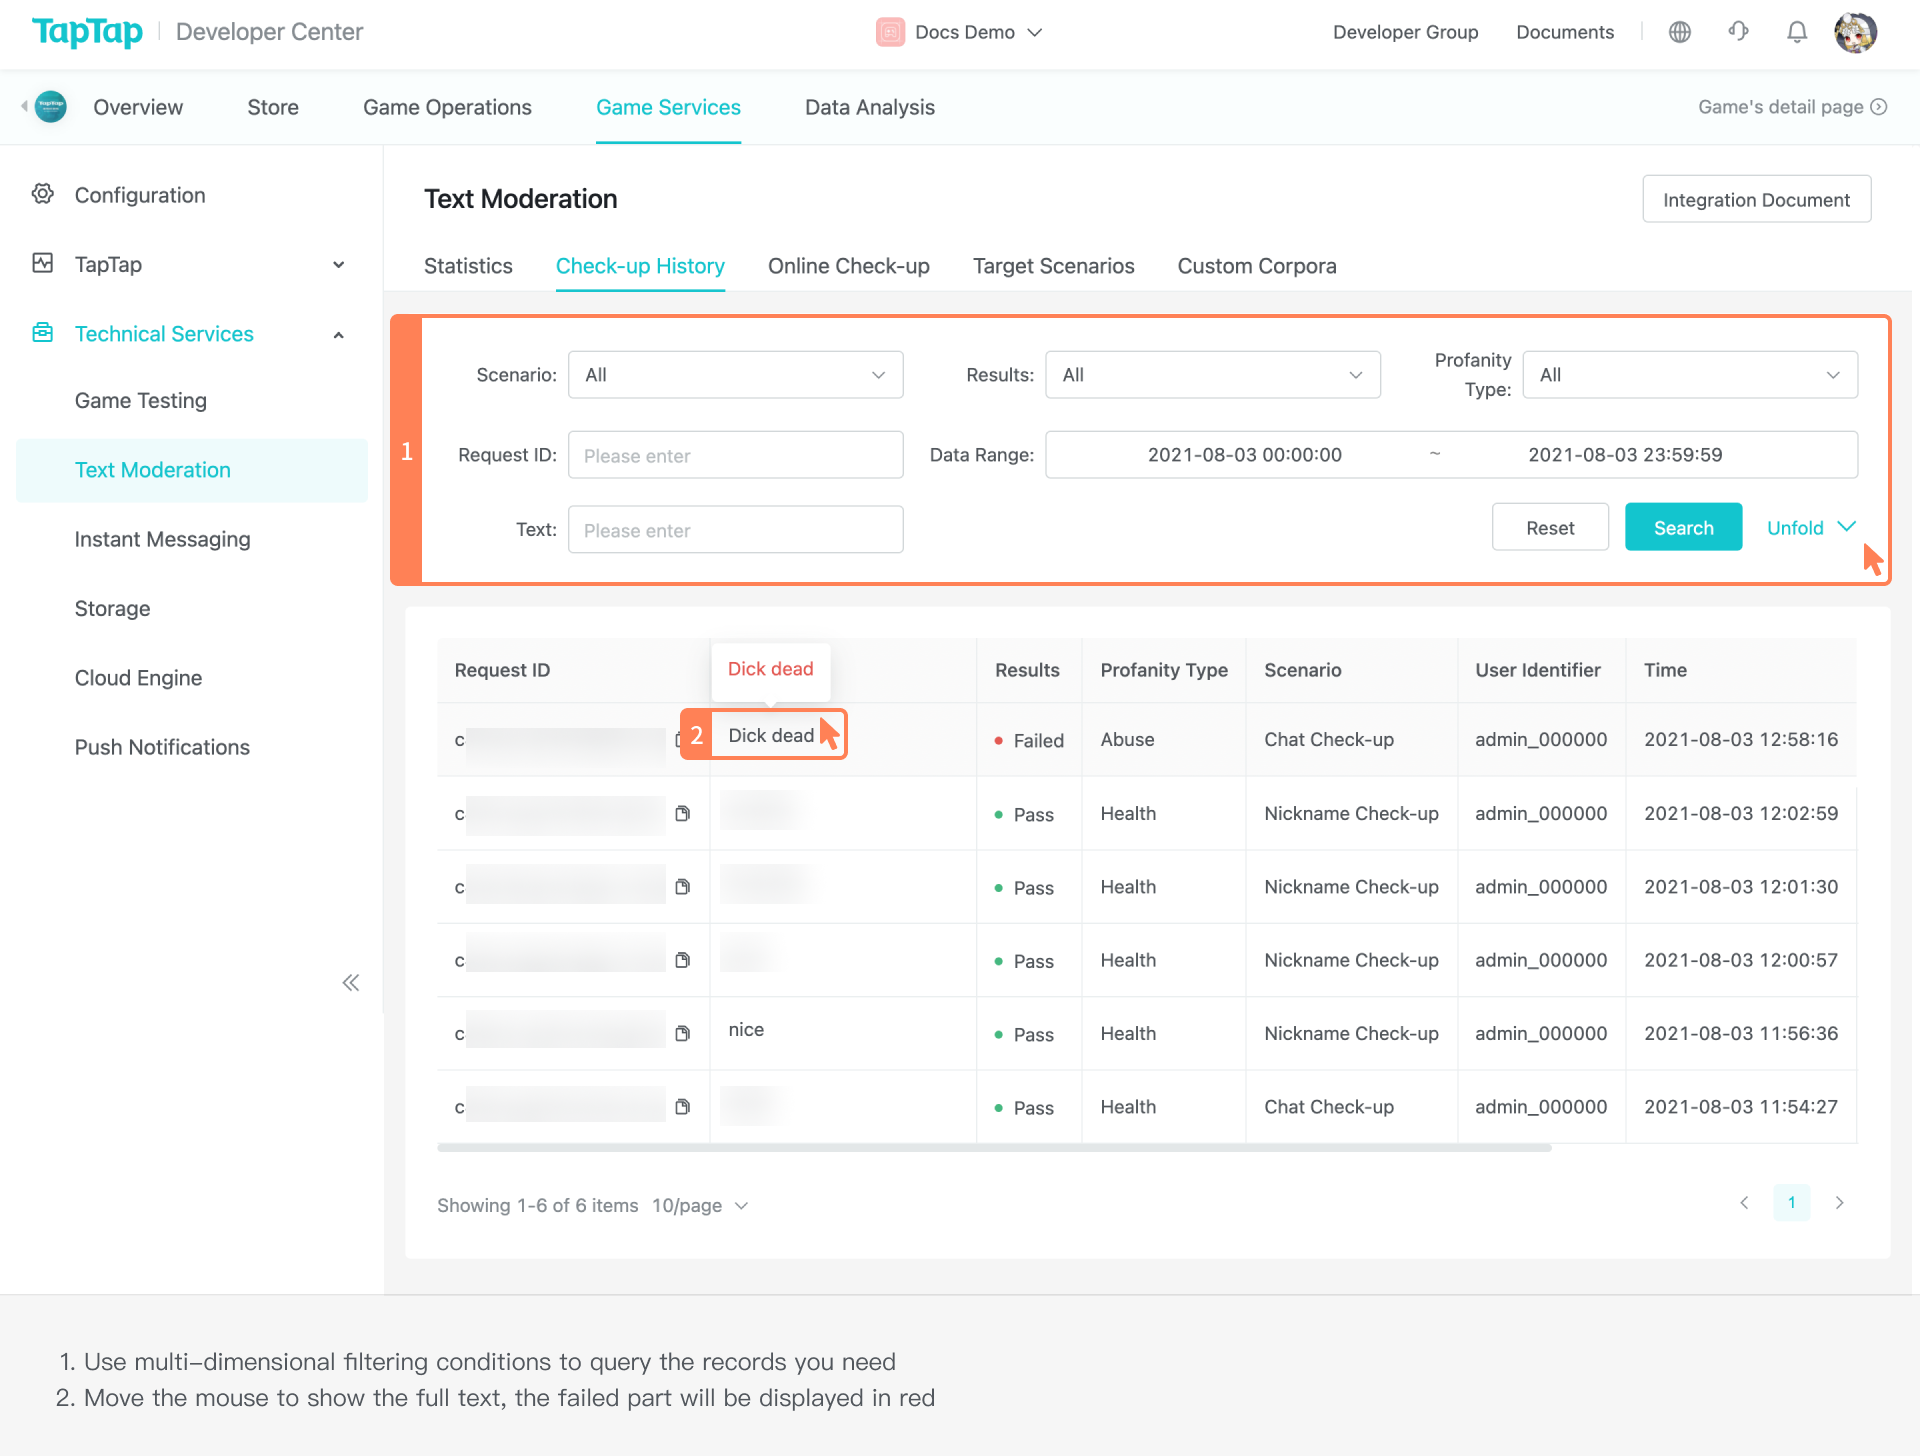 TapTap Developer Center Docs Demo Developer Group Documents
Overview Store Game Operations Game Services Data Analysis Game's detail page
Configuration
TapTap
Technical Services
Game Testing
Text Moderation
Instant Messaging
Storage
Cloud Engine
Push Notifications
Text Moderation Integration Document
Statistics Check-up History Online Check-up Target Scenarios Custom Corpora
1
Scenario: All Results: All Profanity Type: All
Request ID: Please enter Data Range: 2021-08-03 00:00:00 ~ 2021-08-03 23:59:59
Text: Please enter Reset Search Unfold
Request ID Dick dead Results Profanity Type Scenario User Identifier Time
c 2 Dick dead Failed Abuse Chat Check-up admin_000000 2021-08-03 12:58:16
c Pass Health Nickname Check-up admin_000000 2021-08-03 12:02:59
c Pass Health Nickname Check-up admin_000000 2021-08-03 12:01:30
c Pass Health Nickname Check-up admin_000000 2021-08-03 12:00:57
c nice Pass Health Nickname Check-up admin_000000 2021-08-03 11:56:36
c Pass Health Chat Check-up admin_000000 2021-08-03 11:54:27
Showing 1-6 of 6 items 10/page 1
1. Use multi-dimensional filtering conditions to query the records you need
2. Move the mouse to show the full text, the failed part will be displayed in red